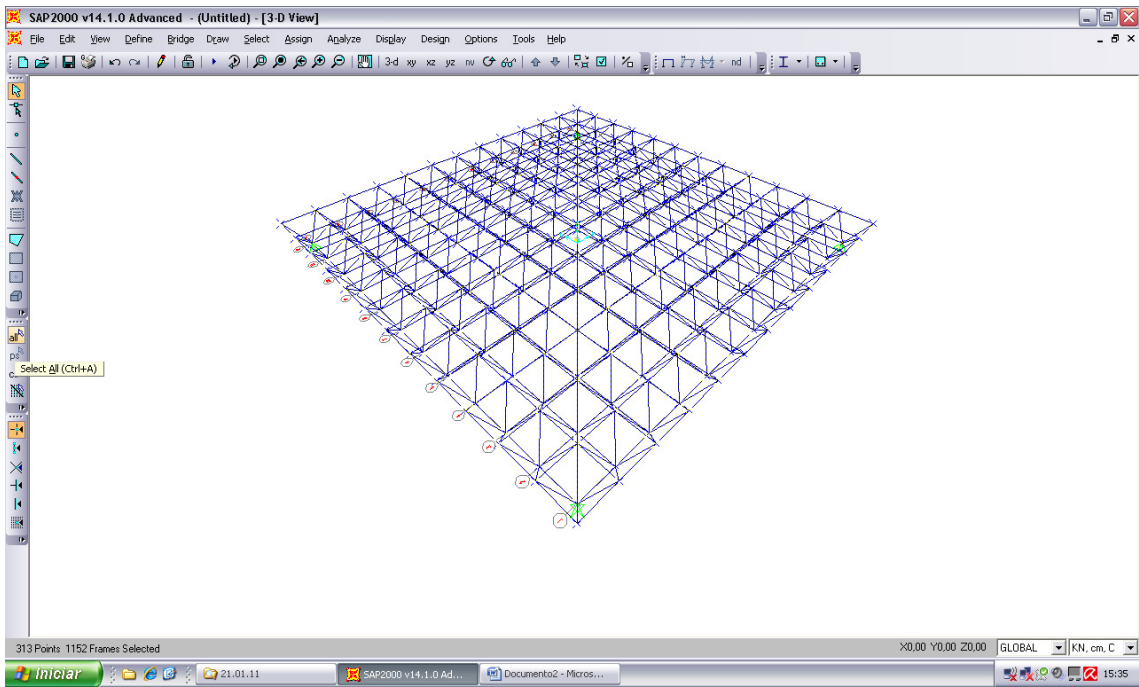 SAP2000 v14.1.0 Advanced - (Untitled) - [3-D View]
File Edit View Define Bridge Draw Select Assign Analyze Display Design Options Tools Help
3-d xy xz yz nv nd
all
ps
Select All (Ctrl+A)
313 Points 1152 Frames Selected X0,00 Y0,00 Z0,00 GLOBAL KN, cm, C
Iniciar 21.01.11 SAP2000 v14.1.0 Ad... Documento2 - Micros... 15:35